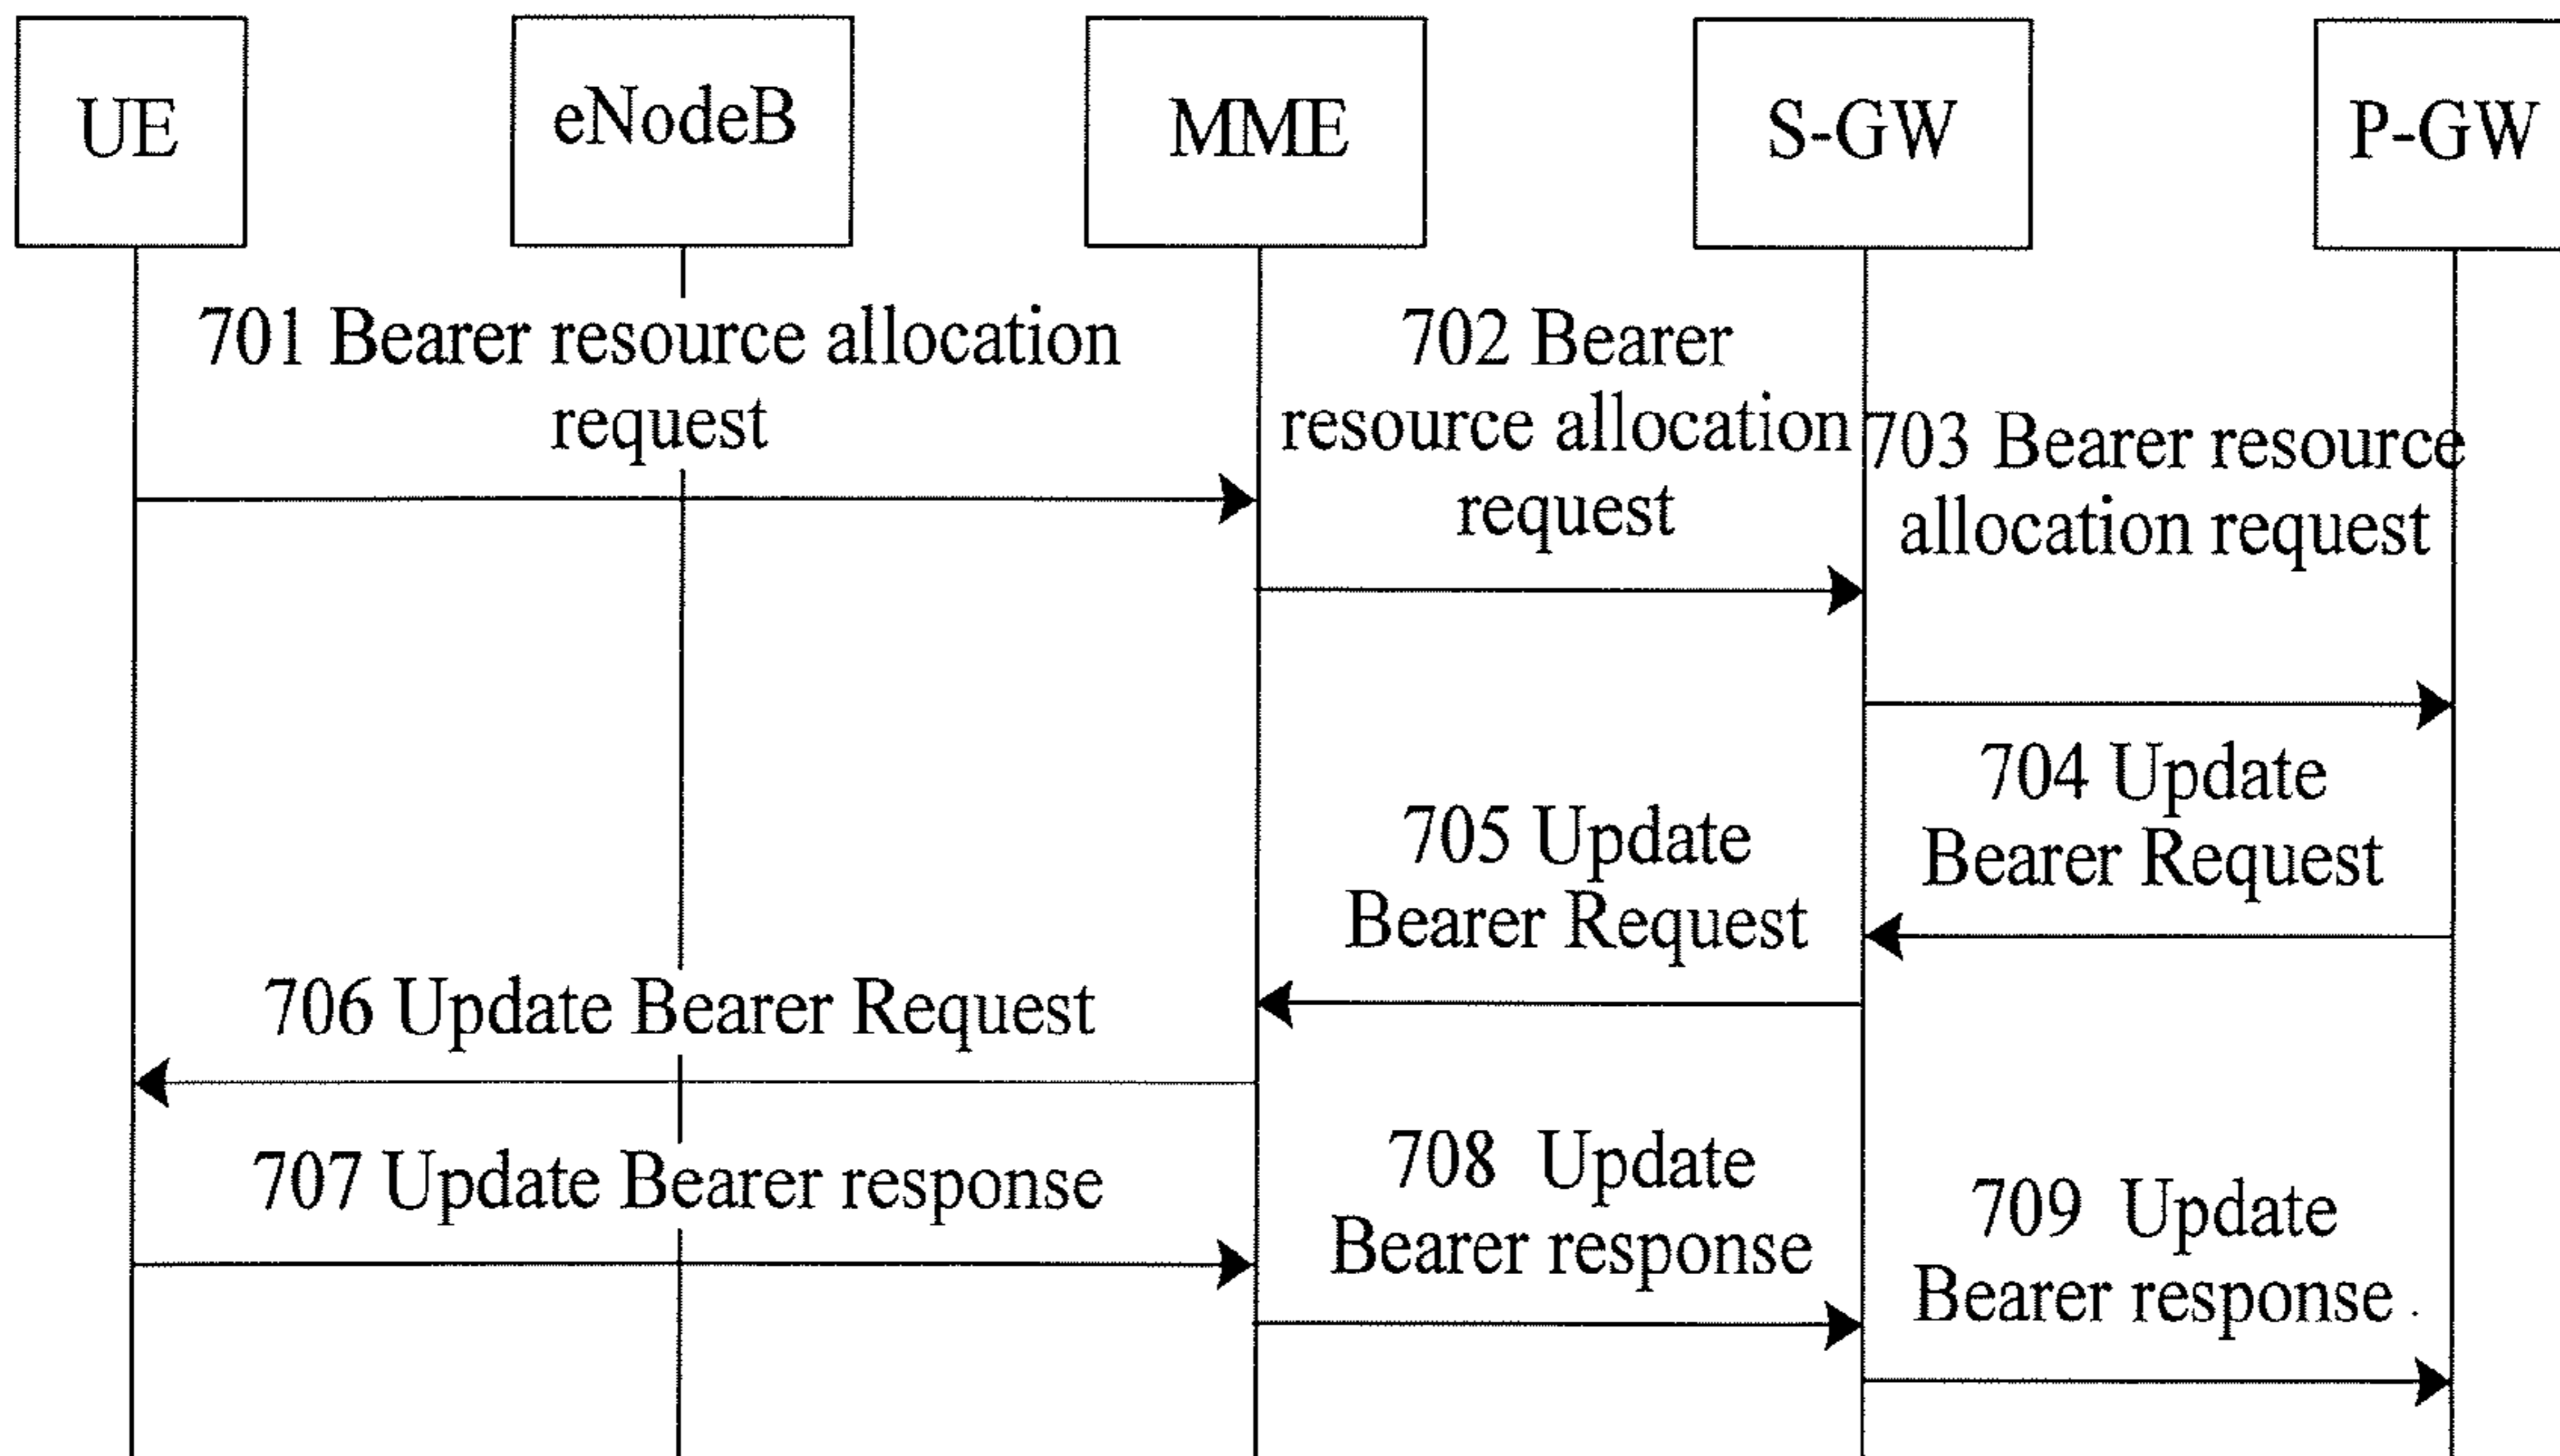 UE
eNodeB
MME
S-GW
P-GW
701 Bearer resource allocation
request
702 Bearer
resource allocation
request
703 Bearer resource
allocation request
704 Update
Bearer Request
705 Update
Bearer Request
706 Update Bearer Request
707 Update Bearer response
708 Update
Bearer response
709 Update
Bearer response